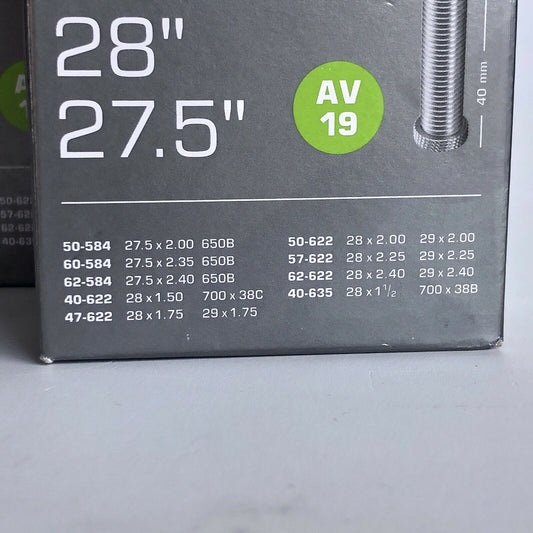 28"
27.5"
AV
19
40 mm
50-584 27.5 x 2.00 650B
60-584 27.5 x 2.35 650B
62-584 27.5 x 2.40 650B
40-622 28 x 1.50 700 x 38C
47-622 28 x 1.75 29 x 1.75
50-622 28 x 2.00 29 x 2.00
57-622 28 x 2.25 29 x 2.25
62-622 28 x 2.40 29 x 2.40
40-635 28 x 1 1/2 700 x 38B